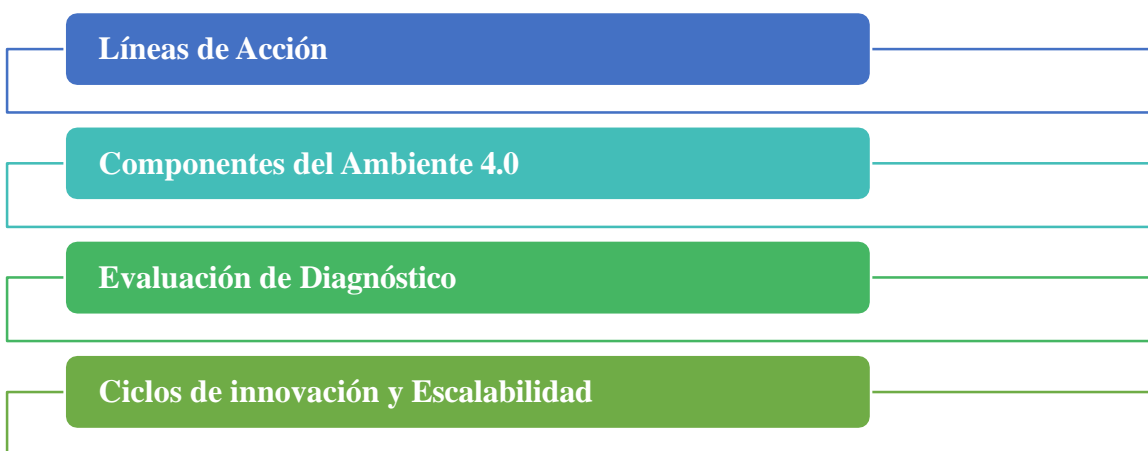 Líneas de Acción
Componentes del Ambiente 4.0
Evaluación de Diagnóstico
Ciclos de innovación y Escalabilidad